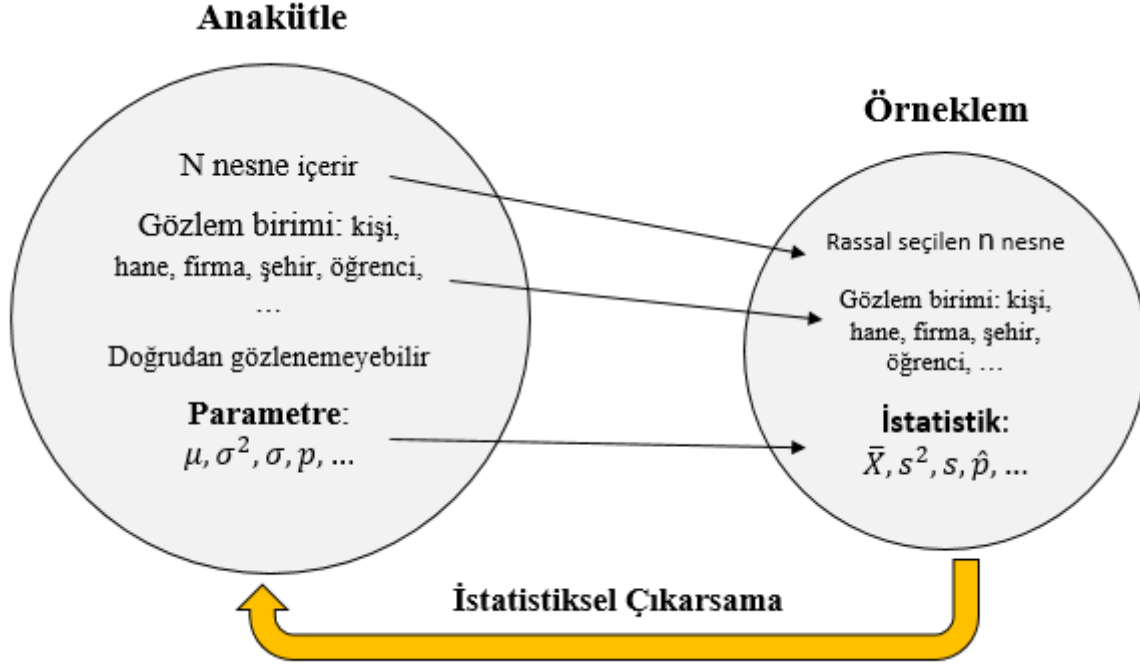 Anakütle
N nesne içerir
Gözlem birimi: kişi,
hane, firma, şehir, öğrenci,
…
Doğrudan gözlenemeyebilir
Parametre:
μ, σ², σ, p, …
Örneklem
Rassal seçilen n nesne
Gözlem birimi: kişi,
hane, firma, şehir,
öğrenci, …
İstatistik:
X̄, s², s, p̂, …
İstatistiksel Çıkarsama